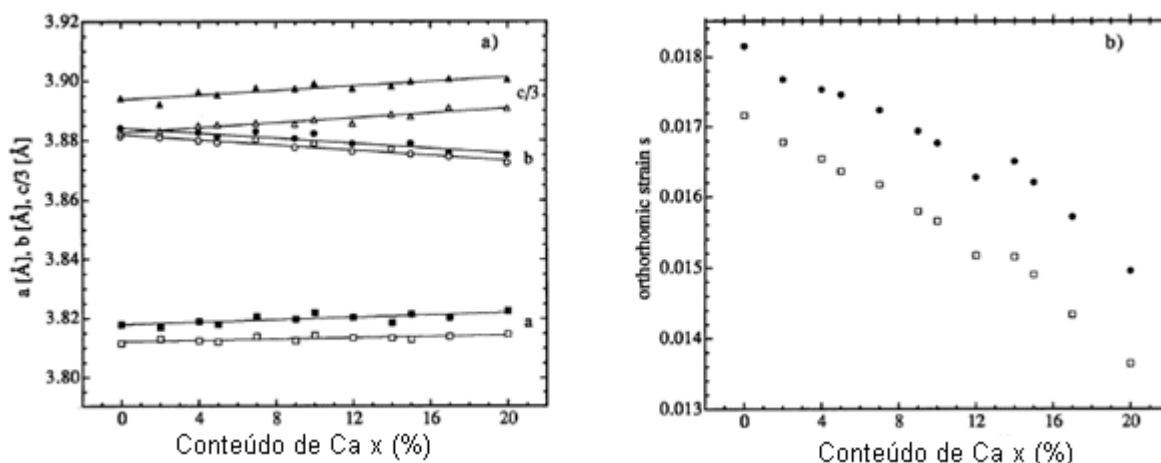 3.92
3.90
3.88
3.86
3.84
3.82
3.80
a [Å], b [Å], c/3 [Å]
a)
c/3
b
a
0
4
8
12
16
20
Conteúdo de Ca x (%)
0.018
0.017
0.016
0.015
0.014
0.013
orthorhomic strain s
b)
0
4
8
12
16
20
Conteúdo de Ca x (%)